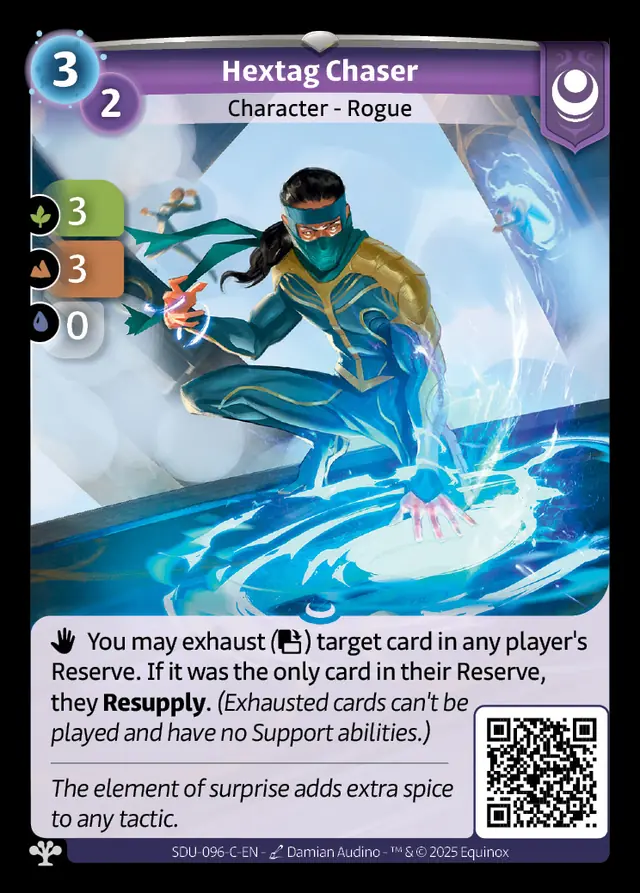 3
Hextag Chaser
2
Character - Rogue
3
3
0
You may exhaust () target card in any player's
Reserve. If it was the only card in their Reserve,
they Resupply. (Exhausted cards can't be
played and have no Support abilities.)
The element of surprise adds extra spice
to any tactic.
SDU-096-C-EN - Damian Audino - ™ & © 2025 Equinox